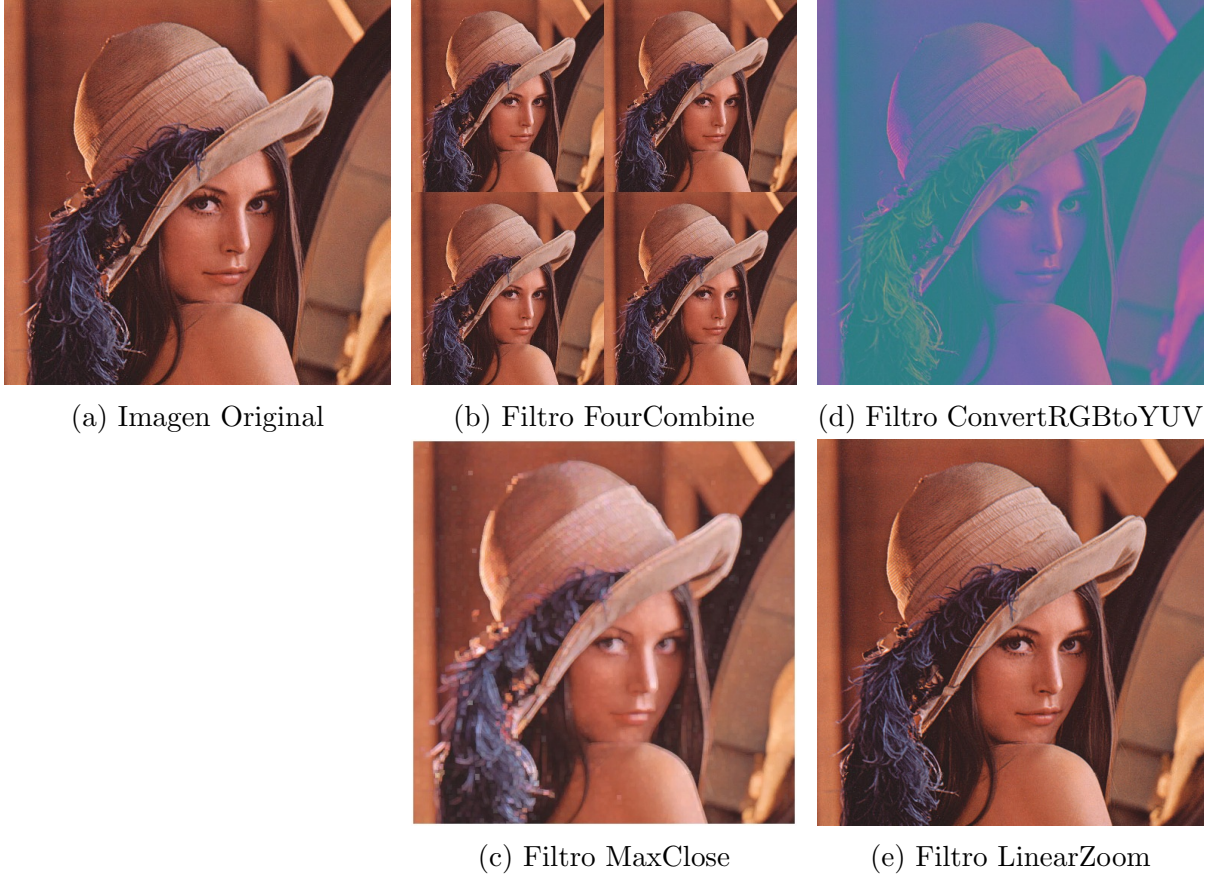 (a) Imagen Original
(b) Filtro FourCombine
(d) Filtro ConvertRGBtoYUV
(c) Filtro MaxClose
(e) Filtro LinearZoom